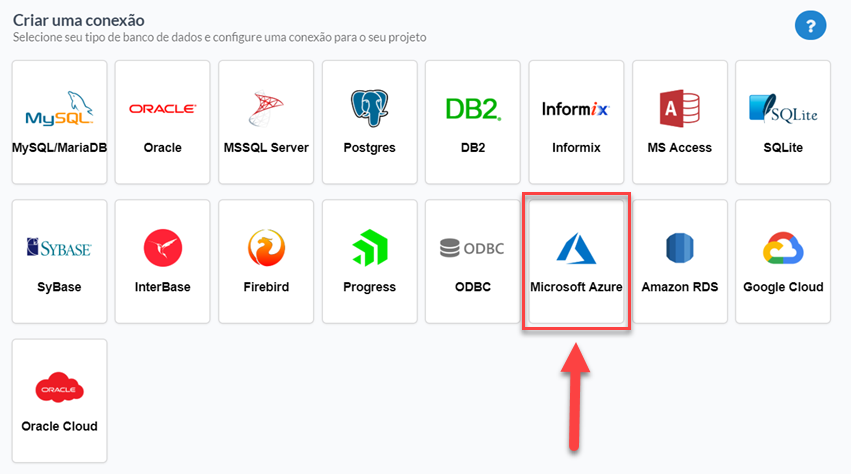 Criar uma conexão
Selecione seu tipo de banco de dados e configure uma conexão para o seu projeto
?
MySQL
MySQL/MariaDB
ORACLE
Oracle
MSSQL Server
Postgres
DB2.
DB2
Informix
Informix
MS Access
SQLite
SQLite
SYBASE
SyBase
InterBase
Firebird
Progress
ODBC
ODBC
Microsoft Azure
Amazon RDS
Google Cloud
ORACLE
Oracle Cloud